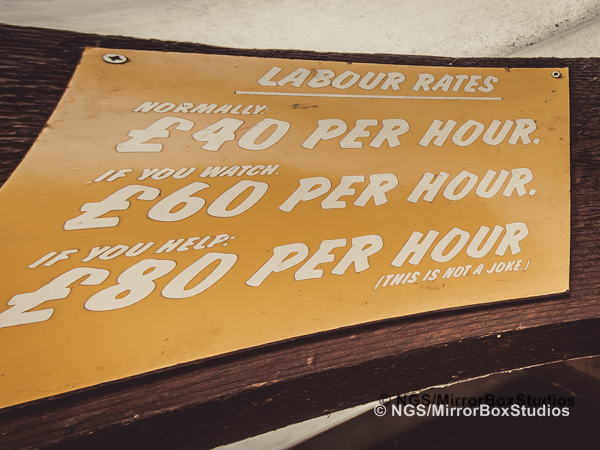 LABOUR RATES
NORMALLY:
£40 PER HOUR.
IF YOU WATCH.
£60 PER HOUR.
IF YOU HELP:
£80 PER HOUR
(THIS IS NOT A JOKE.)
© NGS/MirrorBoxStudios
© NGS/MirrorBoxStudios